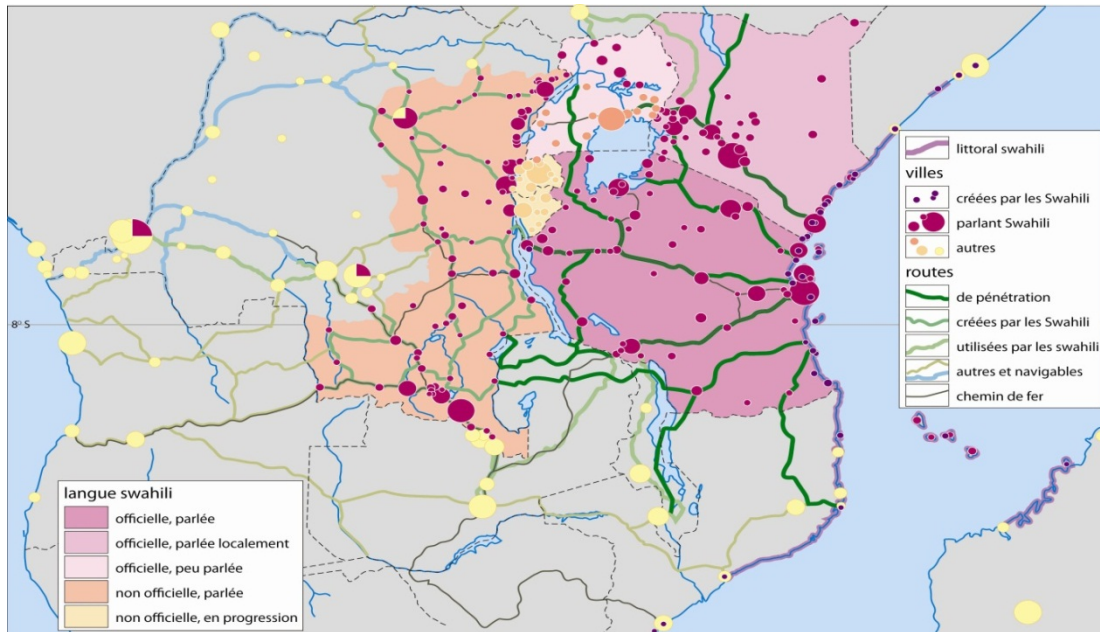 littoral swahili
villes
créées par les Swahili
parlant Swahili
autres
routes
de pénétration
créées par les Swahili
utilisées par les swahili
autres et navigables
chemin de fer
8° S
langue swahili
officielle, parlée
officielle, parlée localement
officielle, peu parlée
non officielle, parlée
non officielle, en progression